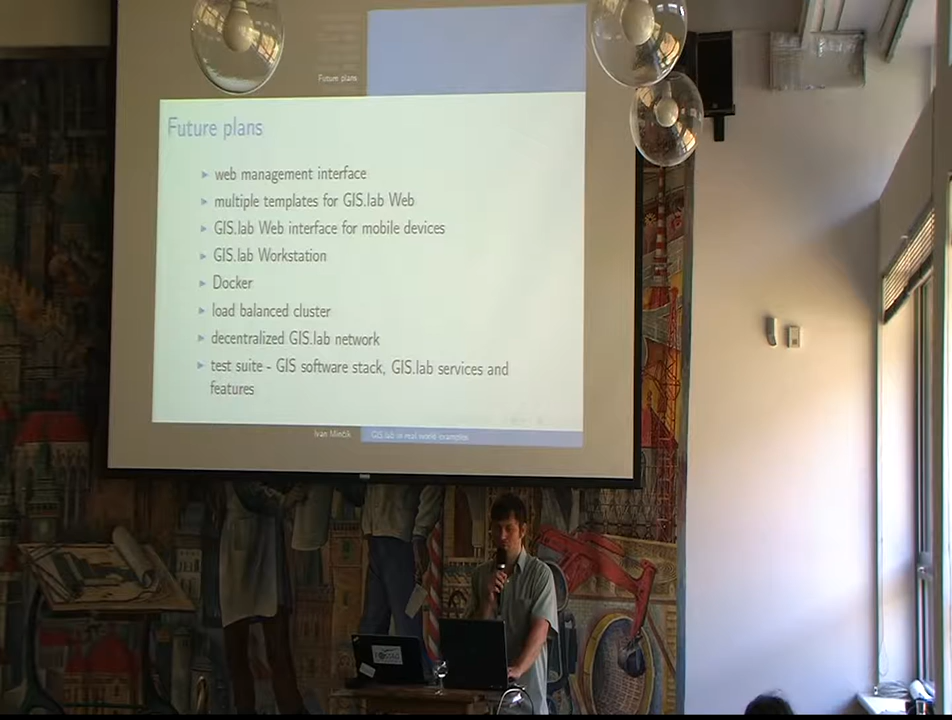 Future plans
Future plans
web management interface
multiple templates for GIS.lab Web
GIS.lab Web interface for mobile devices
GIS.lab Workstation
Docker
load balanced cluster
decentralized GIS.lab network
test suite - GIS software stack, GIS.lab services and
features
Ivan Minčík
GIS.lab in real world examples